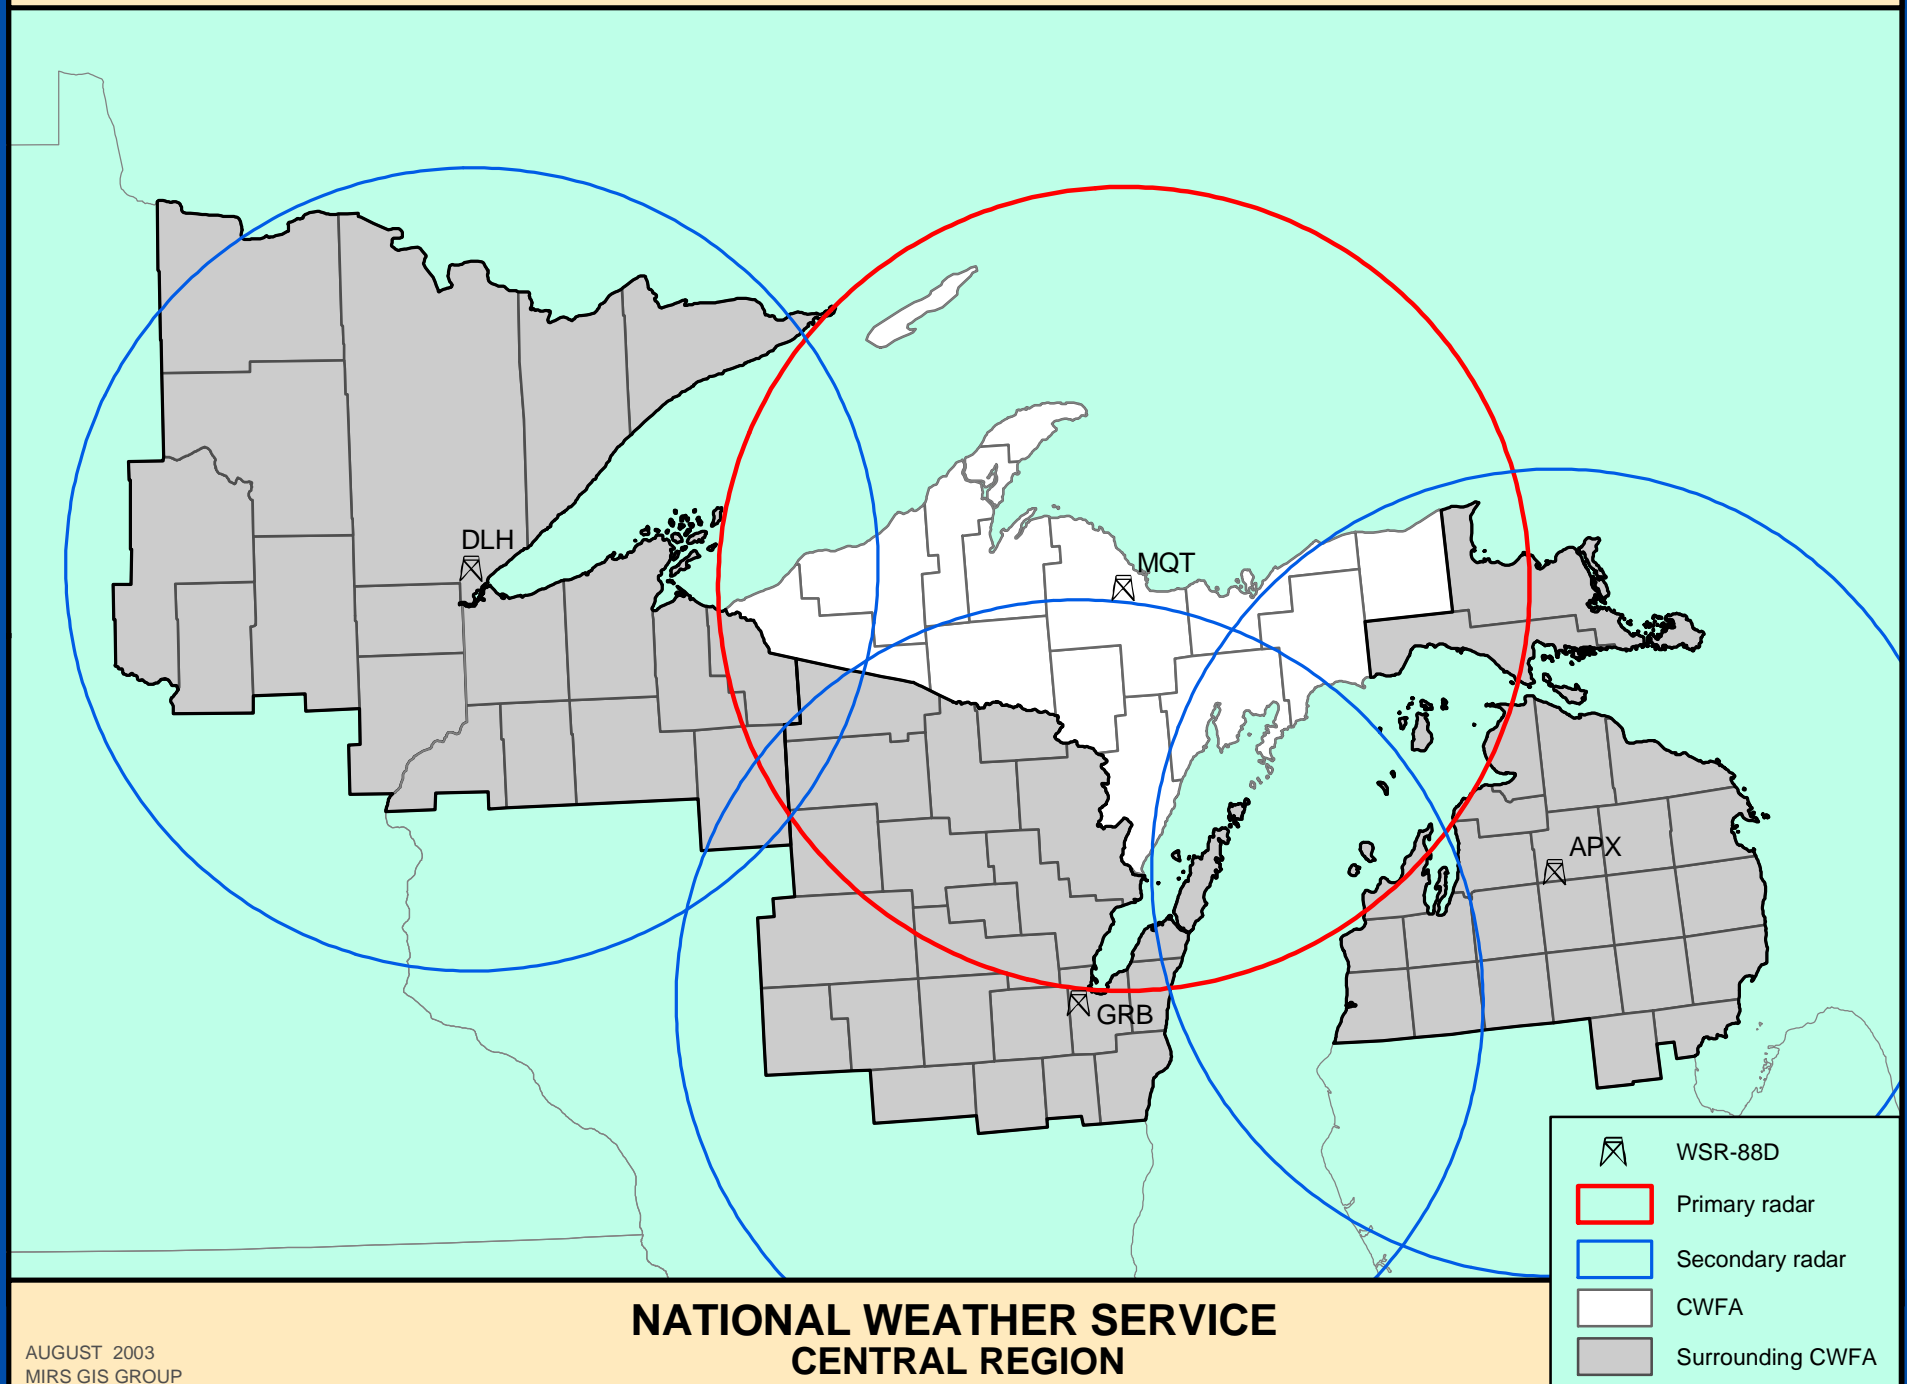 DLH
MQT
APX
GRB
WSR-88D
Primary radar
Secondary radar
CWFA
Surrounding CWFA
NATIONAL WEATHER SERVICE
CENTRAL REGION
AUGUST 2003
MIRS GIS GROUP